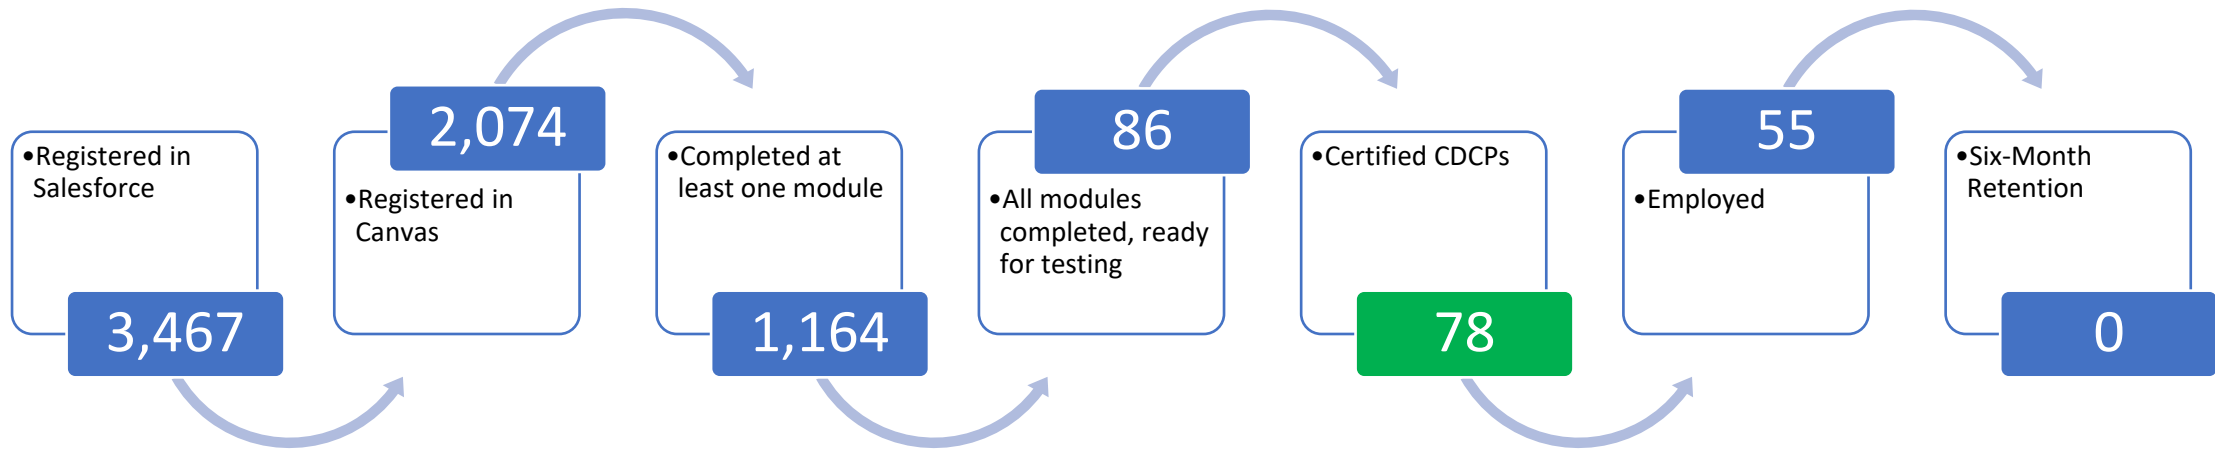 •Registered in
Salesforce
3,467
2,074
•Registered in
Canvas
•Completed at
least one module
1,164
86
•All modules
completed, ready
for testing
•Certified CDCPs
78
55
•Employed
•Six-Month
Retention
0